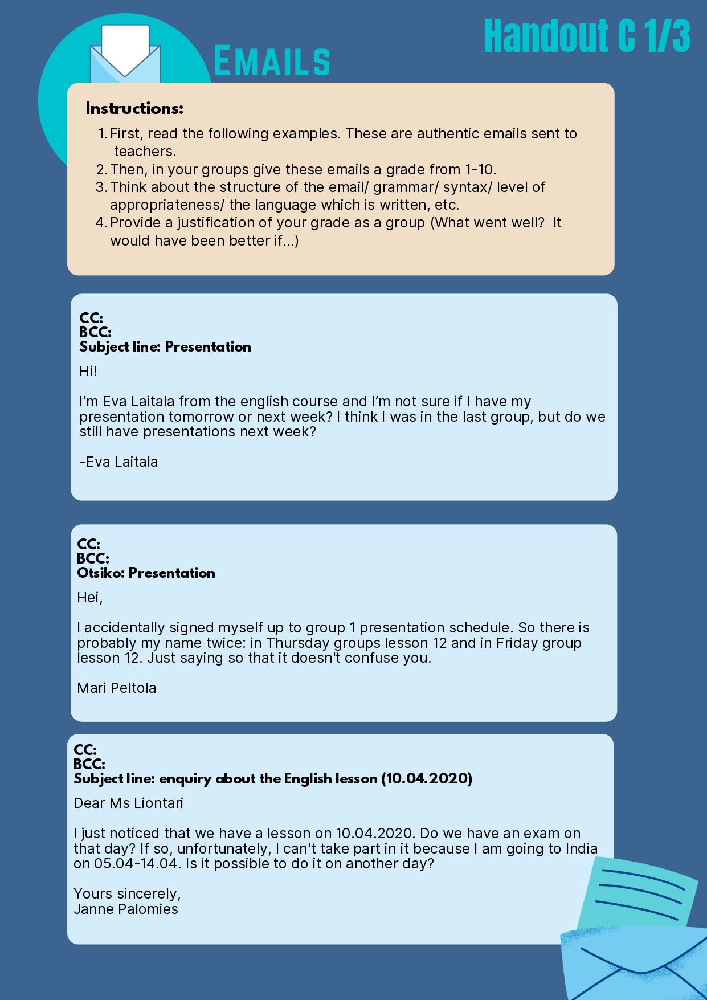 Handout C 1/3
EMAILS
Instructions:
1. First, read the following examples. These are authentic emails sent to
teachers.
2. Then, in your groups give these emails a grade from 1-10.
3. Think about the structure of the email/ grammar/ syntax/ level of
appropriateness/ the language which is written, etc.
4. Provide a justification of your grade as a group (What went well?  It
would have been better if...)
CC:
BCC:
Subject line: Presentation
Hi!
I’m Eva Laitala from the english course and I’m not sure if I have my
presentation tomorrow or next week? I think I was in the last group, but do we
still have presentations next week?
-Eva Laitala
CC:
BCC:
Otsiko: Presentation
Hei,
I accidentally signed myself up to group 1 presentation schedule. So there is
probably my name twice: in Thursday groups lesson 12 and in Friday group
lesson 12. Just saying so that it doesn't confuse you.
Mari Peltola
CC:
BCC:
Subject line: enquiry about the English lesson (10.04.2020)
Dear Ms Liontari
I just noticed that we have a lesson on 10.04.2020. Do we have an exam on
that day? If so, unfortunately, I can't take part in it because I am going to India
on 05.04-14.04. Is it possible to do it on another day?
Yours sincerely,
Janne Palomies